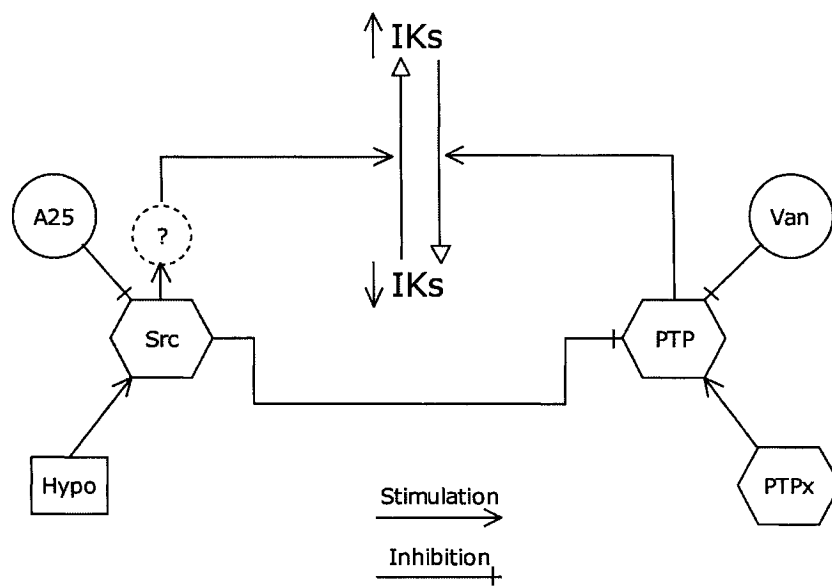 ↑ IKs
A25
?
Van
↓ IKs
Src
PTP
Hypo
PTPx
Stimulation
Inhibition